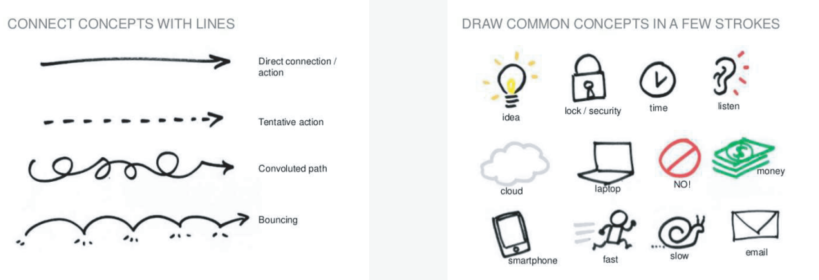 CONNECT CONCEPTS WITH LINES
Direct connection /
action
Tentative action
Convoluted path
Bouncing
DRAW COMMON CONCEPTS IN A FEW STROKES
idea
lock / security
time
listen
cloud
laptop
NO!
money
smartphone
fast
slow
email